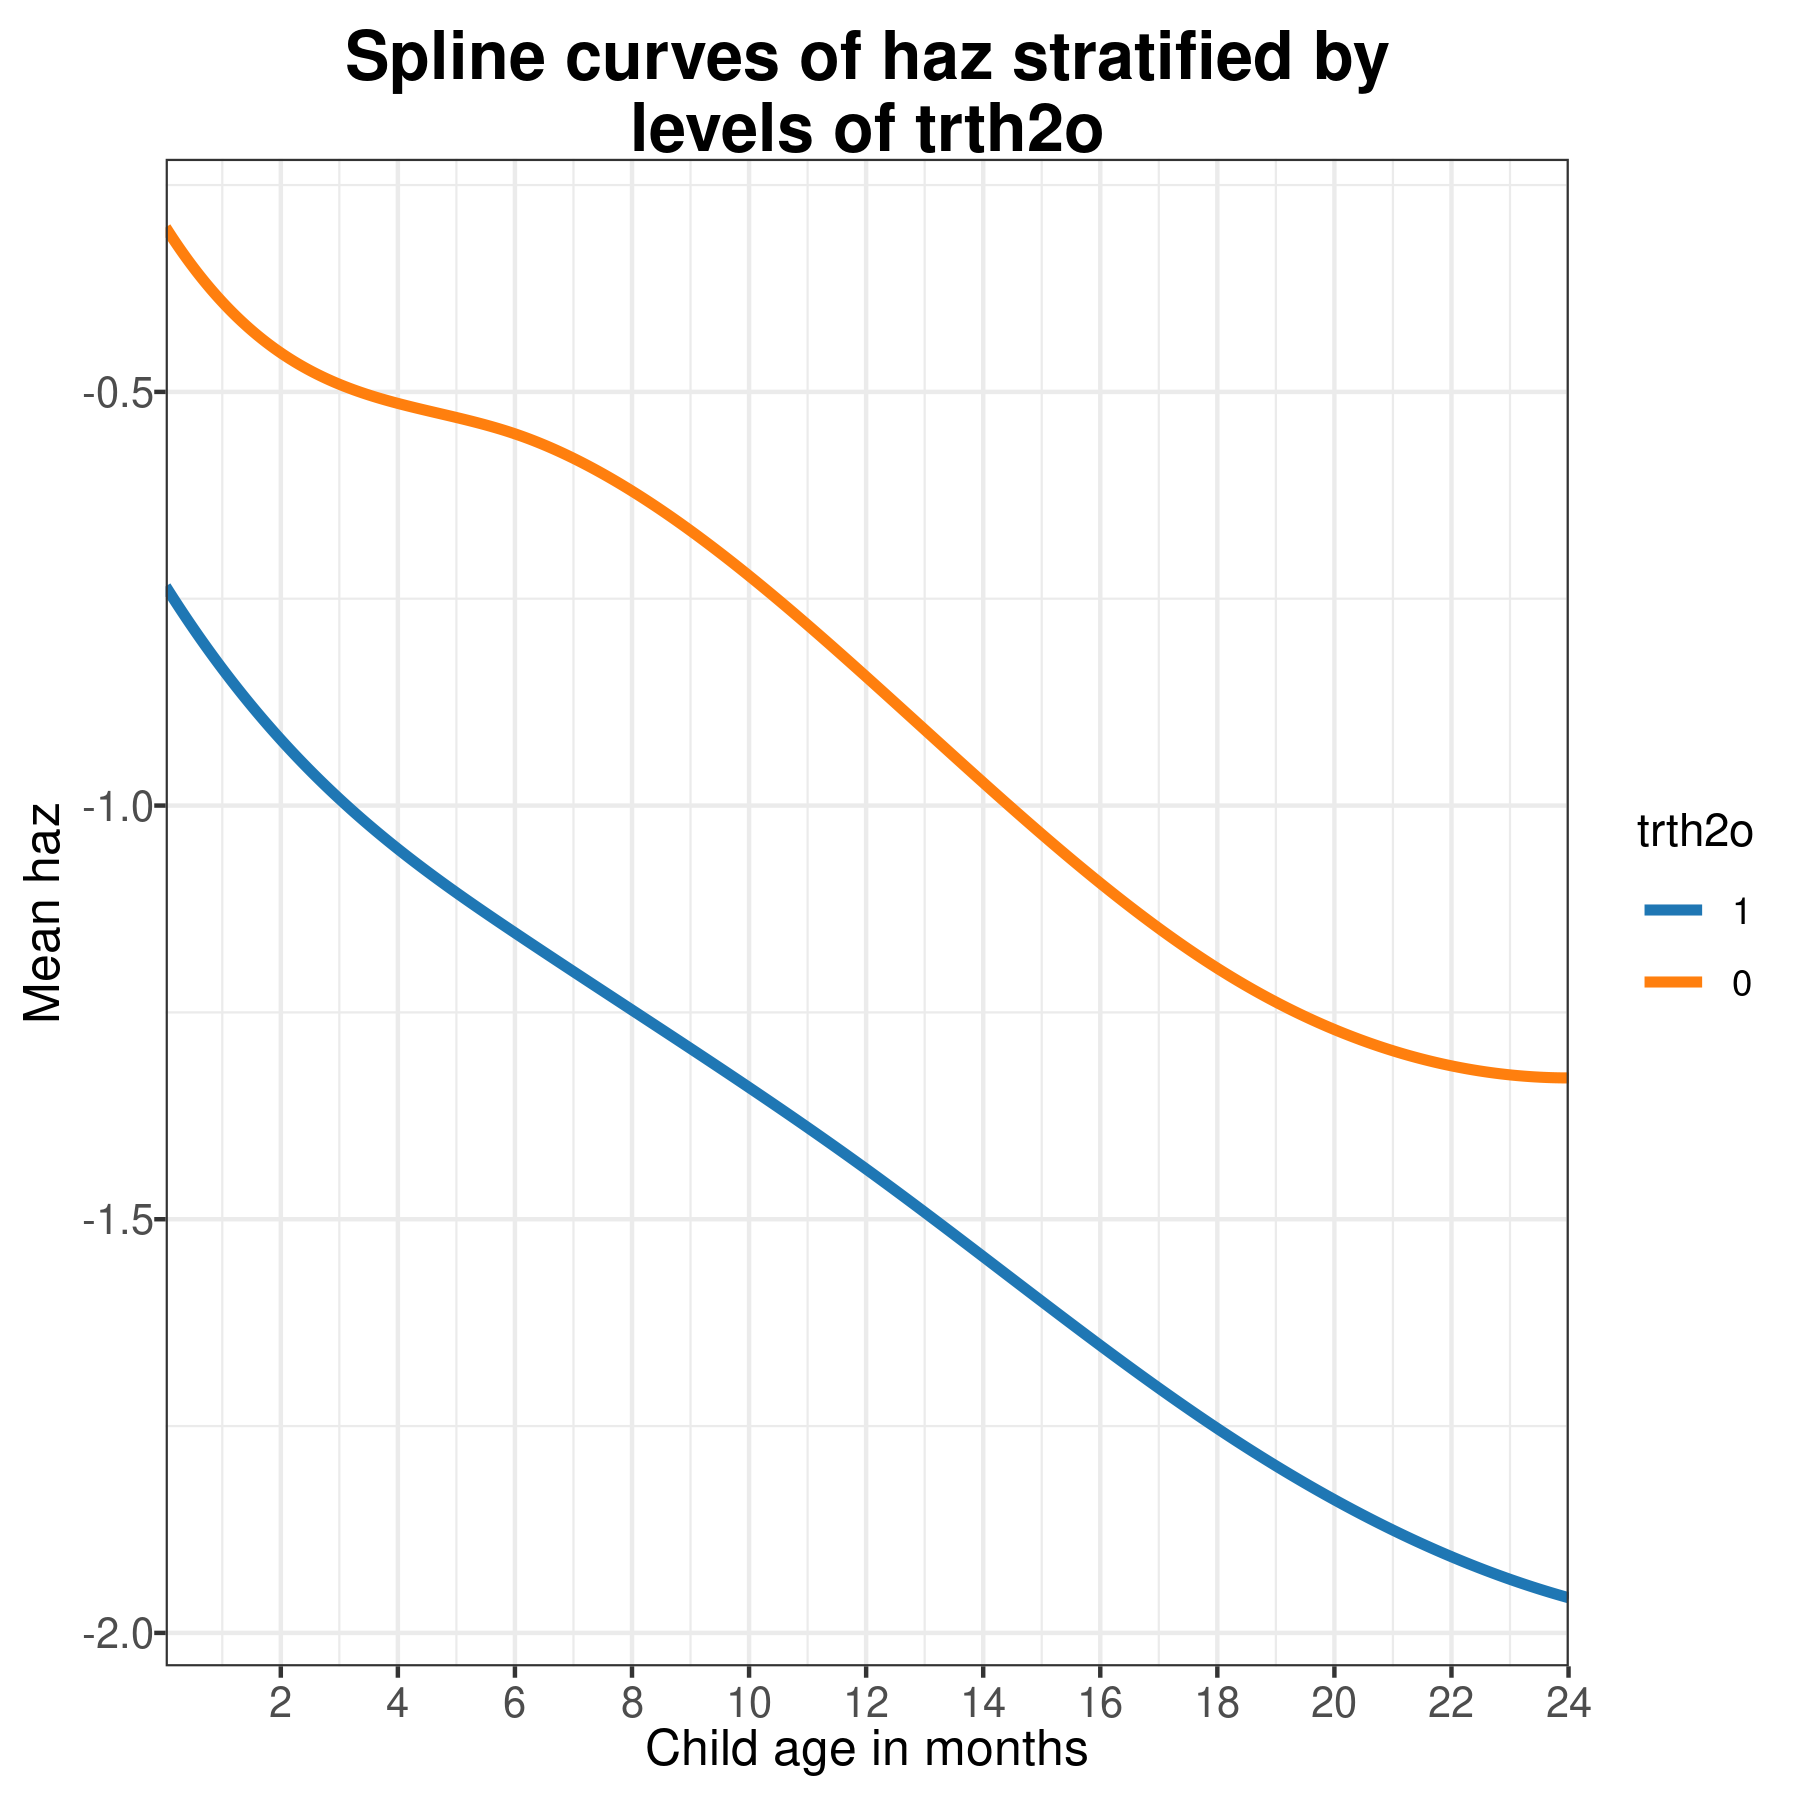 Spline curves of haz stratified by
levels of trth2o
Mean haz
-0.5
-1.0
-1.5
-2.0
2 4 6 8 10 12 14 16 18 20 22 24
Child age in months
trth2o
1
0